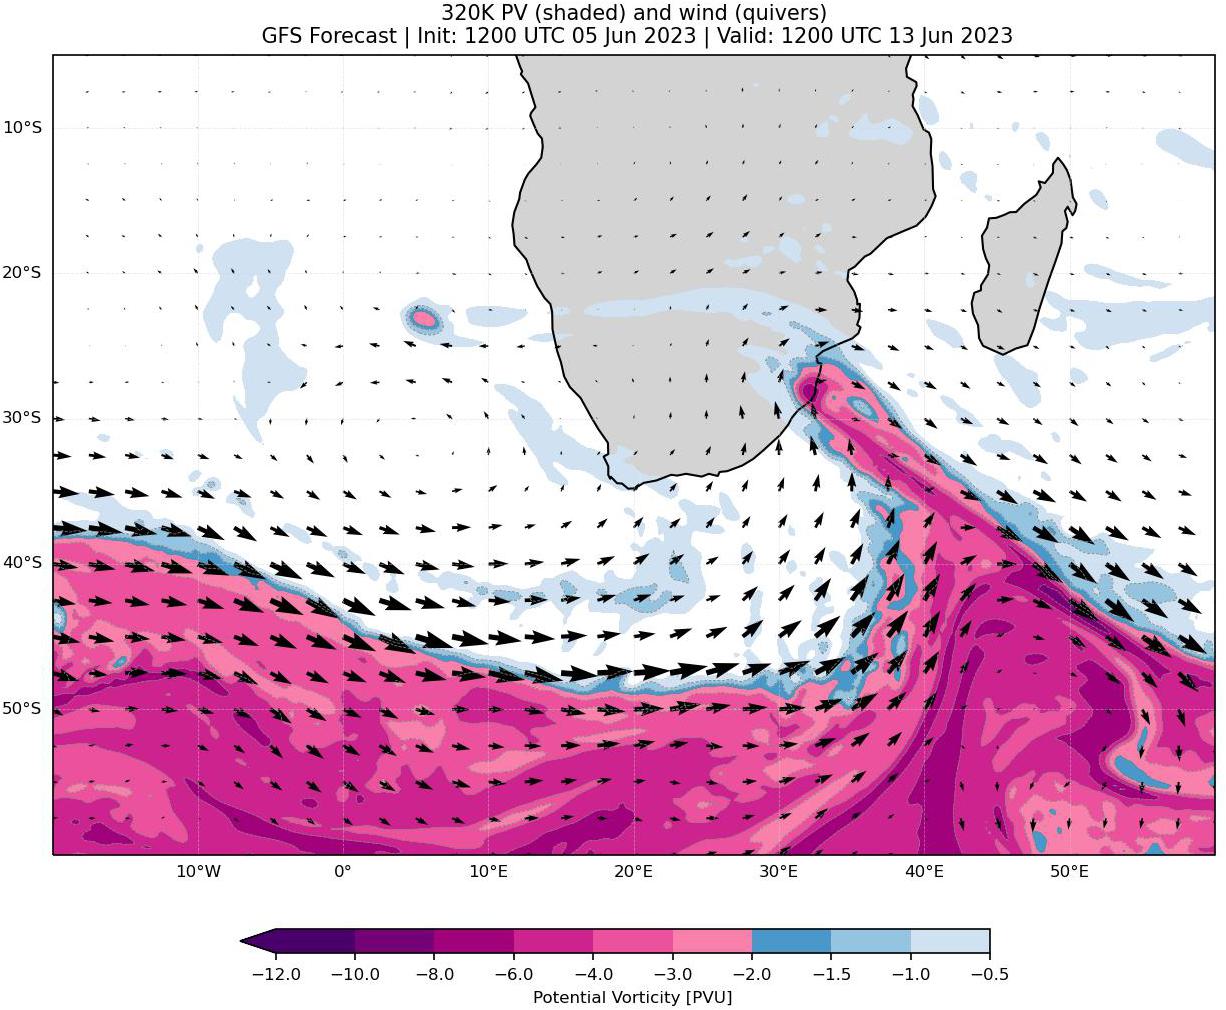 320K PV (shaded) and wind (quivers)
GFS Forecast | Init: 1200 UTC 05 Jun 2023 | Valid: 1200 UTC 13 Jun 2023
10°S
20°S
30°S
40°S
50°S
10°W 0° 10°E 20°E 30°E 40°E 50°E
−12.0 −10.0 −8.0 −6.0 −4.0 −3.0 −2.0 −1.5 −1.0 −0.5
Potential Vorticity [PVU]